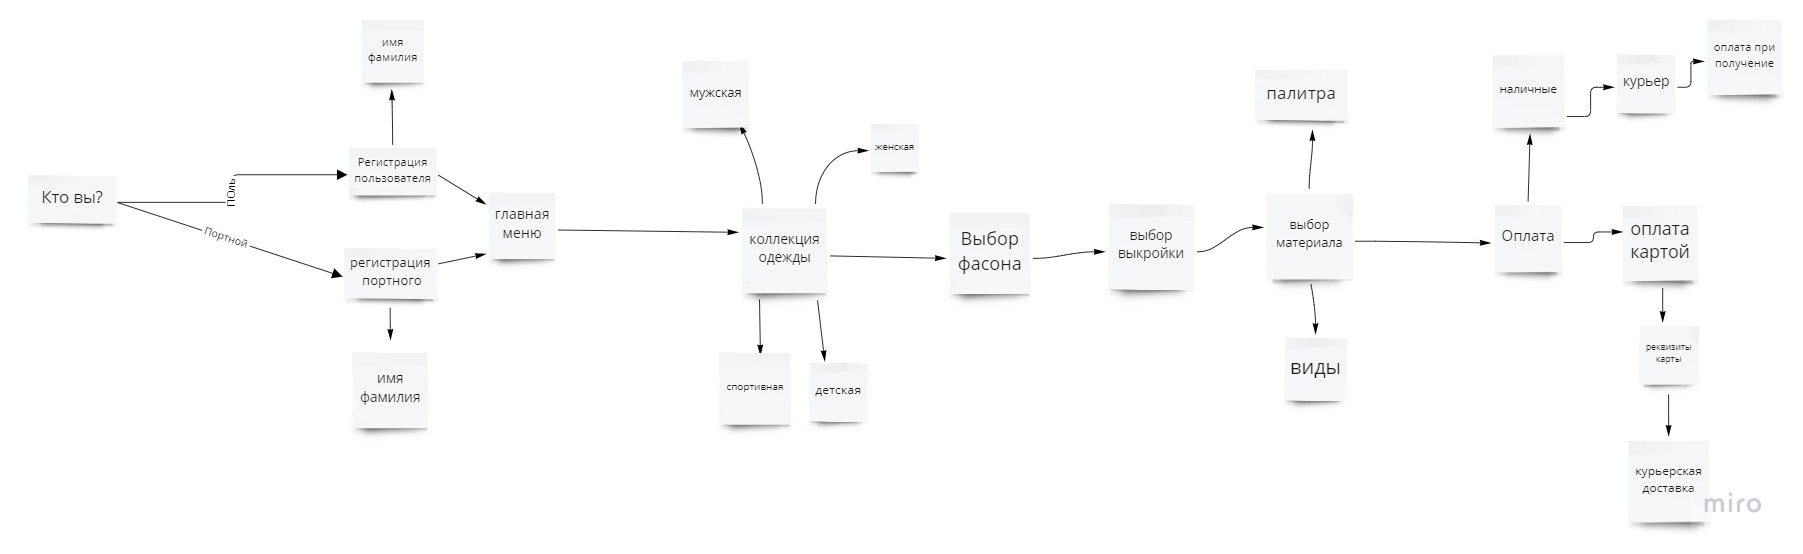 Кто вы?
ПОль
Портной
имя
фамилия
Регистрация
пользователя
регистрация
портного
имя
фамилия
главная
меню
мужская
женская
коллекция
одежды
спортивная
детская
Выбор
фасона
выбор
выкройки
палитра
выбор
материала
виды
Оплата
наличные
курьер
оплата при
получение
оплата
картой
реквизиты
карты
курьерская
доставка
miro